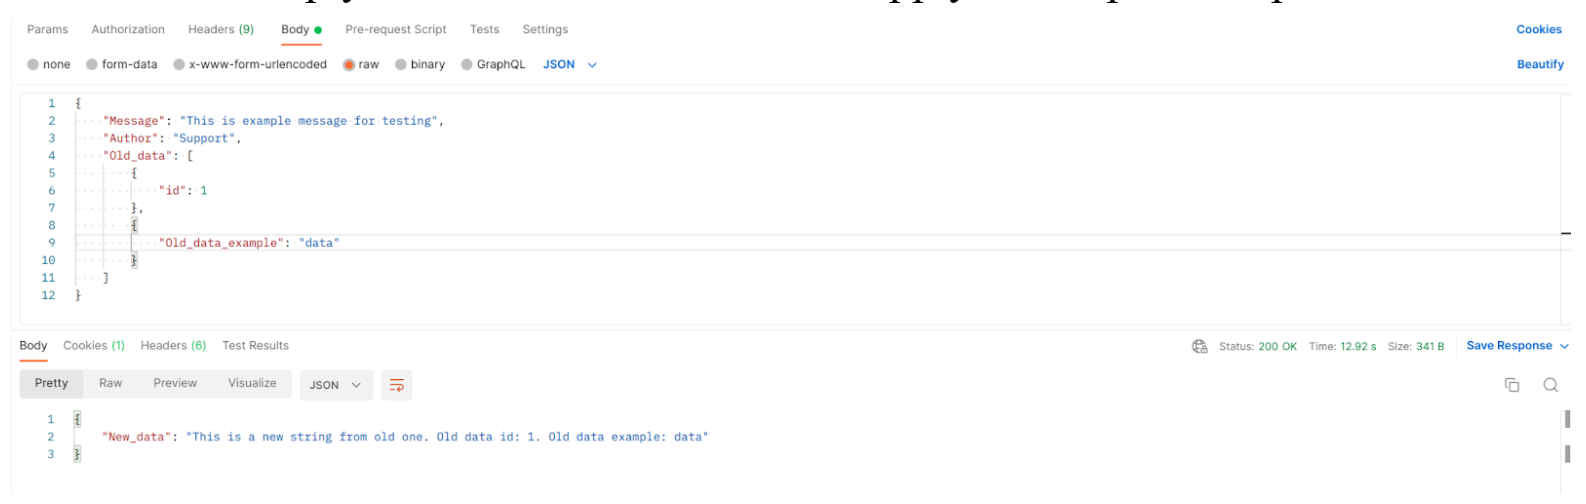 Params Authorization Headers (9) Body Pre-request Script Tests Settings Cookies
none form-data x-www-form-urlencoded raw binary GraphQL JSON Beautify
1 {
2 "Message": "This is example message for testing",
3 "Author": "Support",
4 "Old_data": [
5 {
6 "id": 1
7 },
8 {
9 "Old_data_example": "data"
10 }
11 ]
12 }
Body Cookies (1) Headers (6) Test Results Status: 200 OK Time: 12.92 s Size: 341 B Save Response
Pretty Raw Preview Visualize JSON
1 {
2 "New_data": "This is a new string from old one. Old data id: 1. Old data example: data"
3 }